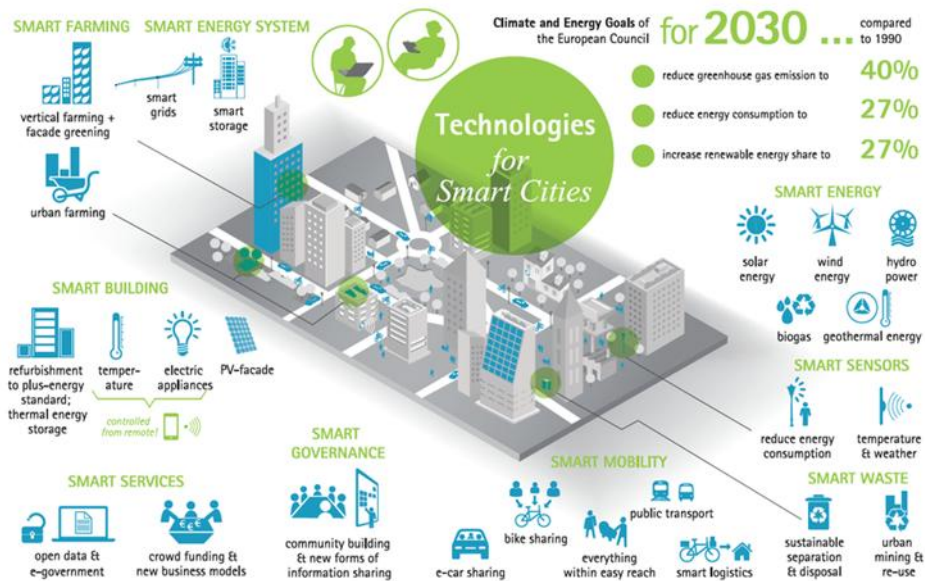 SMART FARMING
vertical farming +
facade greening
urban farming
SMART ENERGY SYSTEM
smart
grids
smart
storage
Technologies
for
Smart Cities
Climate and Energy Goals of
the European Council
for 2030 ...
compared
to 1990
reduce greenhouse gas emission to
40%
reduce energy consumption to
27%
increase renewable energy share to
27%
SMART ENERGY
solar
energy
wind
energy
hydro
power
biogas
geothermal energy
SMART BUILDING
refurbishment
to plus-energy
standard;
thermal energy
storage
temper-
ature
electric
appliances
PV-facade
controlled
from remote!
SMART SENSORS
reduce energy
consumption
temperature
& weather
SMART SERVICES
open data &
e-government
€€€
crowd funding &
new business models
SMART
GOVERNANCE
community building
& new forms of
information sharing
SMART MOBILITY
e-car sharing
bike sharing
everything
within easy reach
public transport
smart logistics
SMART WASTE
sustainable
separation
& disposal
urban
mining &
re-use